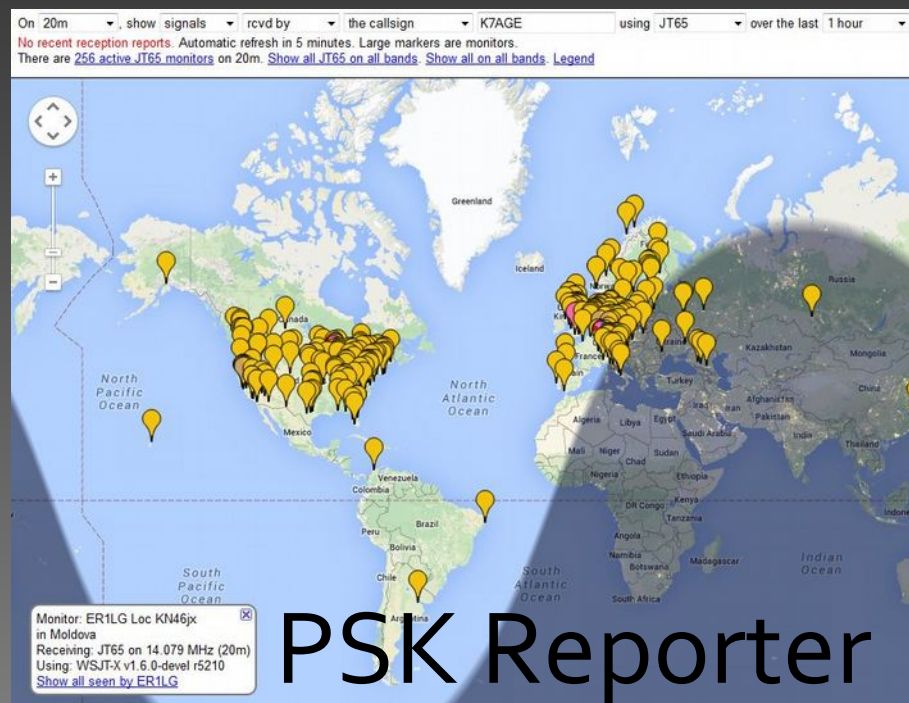 On 20m , show signals rcvd by the callsign K7AGE using JT65 over the last 1 hour
No recent reception reports. Automatic refresh in 5 minutes. Large markers are monitors.
There are 256 active JT65 monitors on 20m. Show all JT65 on all bands. Show all on all bands. Legend
Greenland
Iceland
Russia
Kazakhstan
Mongolia
France
Turkey
China
North
Pacific
Ocean
North
Atlantic
Ocean
Iraq
Iran
Afghanistan
Pakistan
Algeria
Libya
Egypt
Saudi Arabia
India
Thailand
Mexico
Mali
Niger
Chad
Sudan
Nigeria
Ethiopia
Venezuela
Colombia
DR Congo
Kenya
Tanzania
Peru
Brazil
Bolivia
Angola
Namibia
Botswana
Madagascar
Indian
Ocean
South
Pacific
Ocean
Chile
South
Atlantic
Ocean
South Africa
Argentina
Monitor: ER1LG Loc KN46jx
in Moldova
Receiving: JT65 on 14.079 MHz (20m)
Using: WSJT-X v1.6.0-devel r5210
Show all seen by ER1LG
PSK Reporter